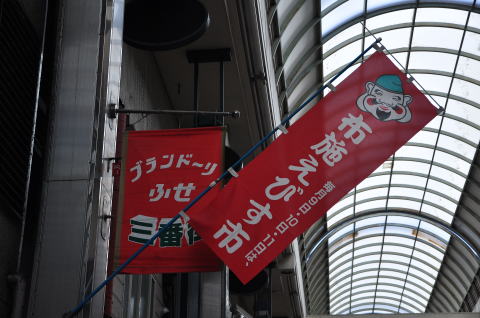 ブランドーリ
ふせ
三番
布施えびす市
毎月9日・10日・11日は、